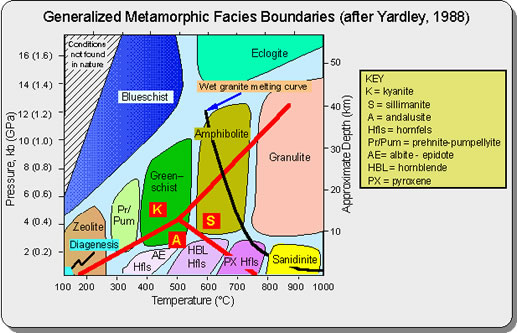 Generalized Metamorphic Facies Boundaries (after Yardley, 1988)
Conditions
not found
in nature
Eclogite
Wet granite melting curve
Blueschist
Amphibolite
Granulite
Green-
schist
Pr/
Pum
Zeolite
Diagenesis
K
S
A
AE
Hfls
HBL
Hfls
PX Hfls
Sanidinite
Pressure, kb (GPa)
16 (1.6)
14 (1.4)
12 (1.2)
10 (1.0)
8 (0.8)
6 (0.6)
4 (0.4)
2 (0.2)
Approximate Depth (km)
50
40
30
20
10
100 200 300 400 500 600 700 800 900 1000
Temperature (°C)
KEY
K = kyanite
S = sillimanite
A = andalusite
Hfls = hornfels
Pr/Pum = prehnite-pumpellyite
AE= albite - epidote
HBL = hornblende
PX = pyroxene